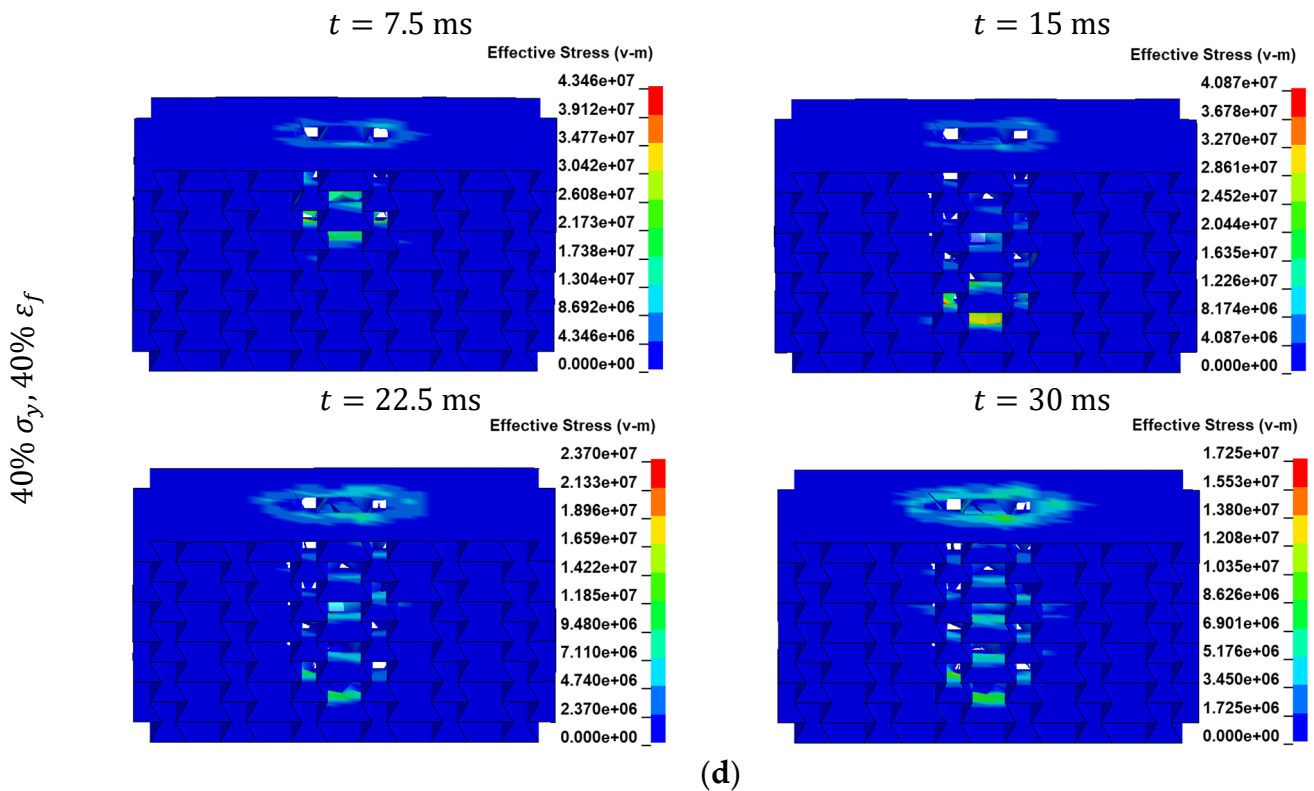 t = 7.5 ms
Effective Stress (v-m)
4.346e+07
3.912e+07
3.477e+07
3.042e+07
2.608e+07
2.173e+07
1.738e+07
1.304e+07
8.692e+06
4.346e+06
0.000e+00
t = 15 ms
Effective Stress (v-m)
4.087e+07
3.678e+07
3.270e+07
2.861e+07
2.452e+07
2.044e+07
1.635e+07
1.226e+07
8.174e+06
4.087e+06
0.000e+00
40% σ_y, 40% ε_f
t = 22.5 ms
Effective Stress (v-m)
2.370e+07
2.133e+07
1.896e+07
1.659e+07
1.422e+07
1.185e+07
9.480e+06
7.110e+06
4.740e+06
2.370e+06
0.000e+00
t = 30 ms
Effective Stress (v-m)
1.725e+07
1.553e+07
1.380e+07
1.208e+07
1.035e+07
8.626e+06
6.901e+06
5.176e+06
3.450e+06
1.725e+06
0.000e+00
(d)